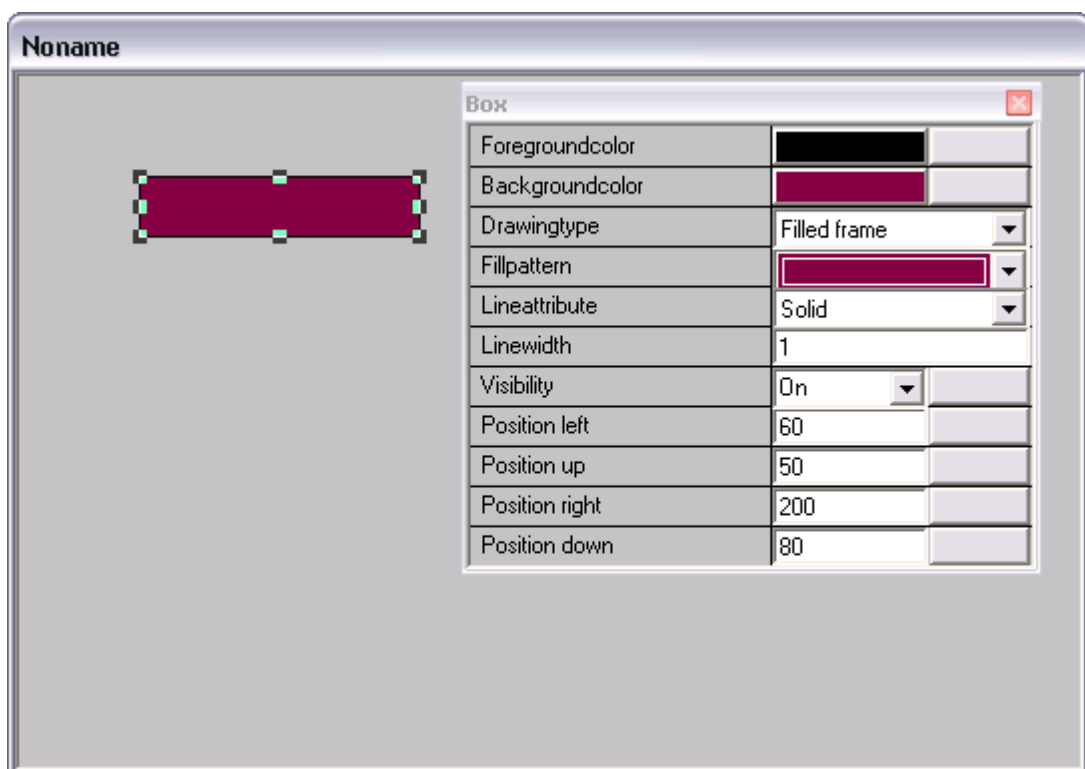 Noname
Box
Foregroundcolor
Backgroundcolor
Drawingtype Filled frame
Fillpattern
Lineattribute Solid
Linewidth 1
Visibility On
Position left 60
Position up 50
Position right 200
Position down 80